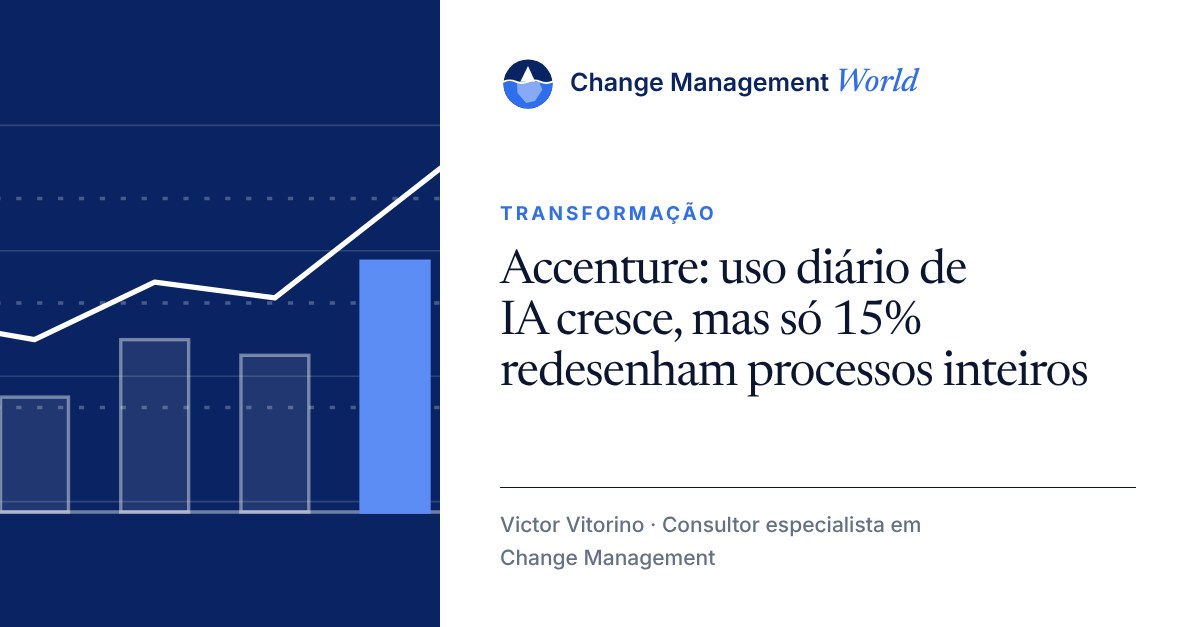 Change Management World
TRANSFORMAÇÃO
Accenture: uso diário de
IA cresce, mas só 15%
redesenham processos inteiros
Victor Vitorino · Consultor especialista em
Change Management